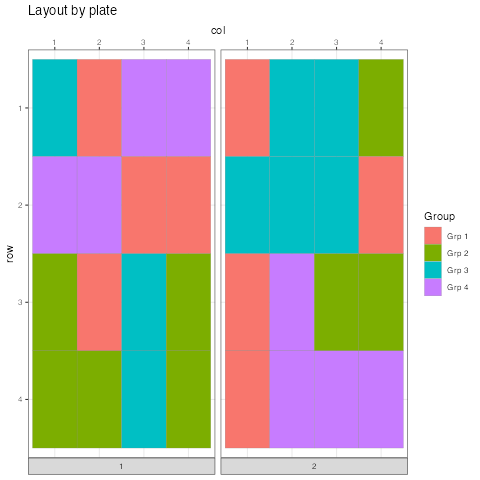 Layout by plate
col
1 2 3 4 1 2 3 4
row
1
2
3
4
1 2
Group
Grp 1
Grp 2
Grp 3
Grp 4